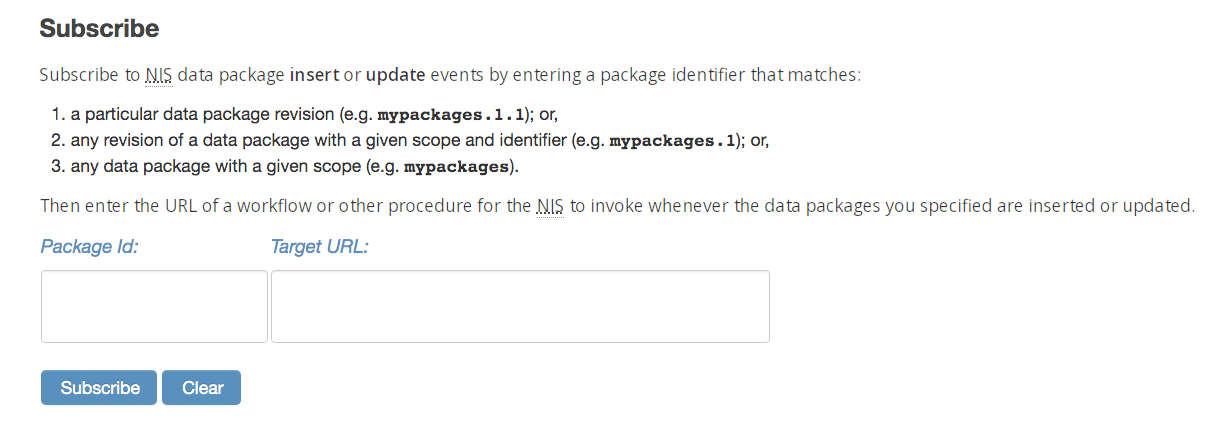 Subscribe
Subscribe to NIS data package insert or update events by entering a package identifier that matches:
1. a particular data package revision (e.g. mypackages.1.1); or,
2. any revision of a data package with a given scope and identifier (e.g. mypackages.1); or,
3. any data package with a given scope (e.g. mypackages).
Then enter the URL of a workflow or other procedure for the NIS to invoke whenever the data packages you specified are inserted or updated.
Package Id: Target URL:
Subscribe Clear